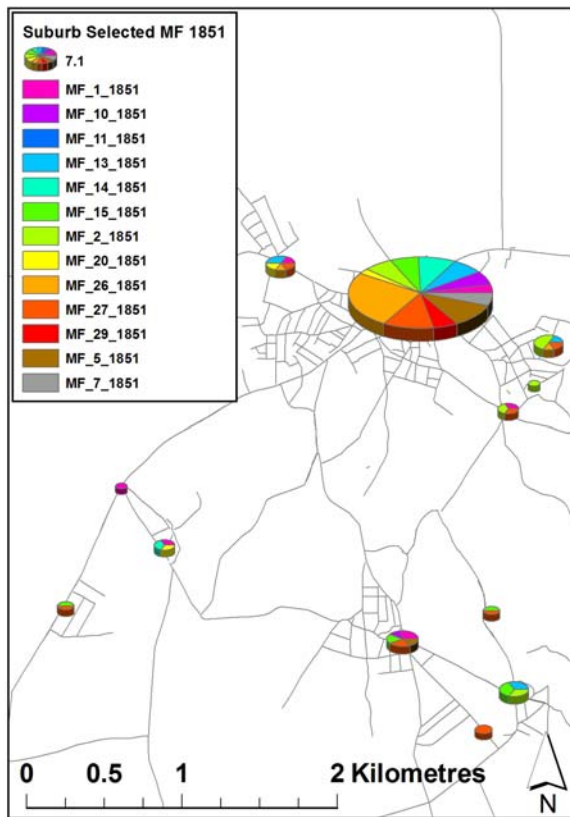 Suburb Selected MF 1851
7.1
MF_1_1851
MF_10_1851
MF_11_1851
MF_13_1851
MF_14_1851
MF_15_1851
MF_2_1851
MF_20_1851
MF_26_1851
MF_27_1851
MF_29_1851
MF_5_1851
MF_7_1851
0 0.5 1 2 Kilometres
N